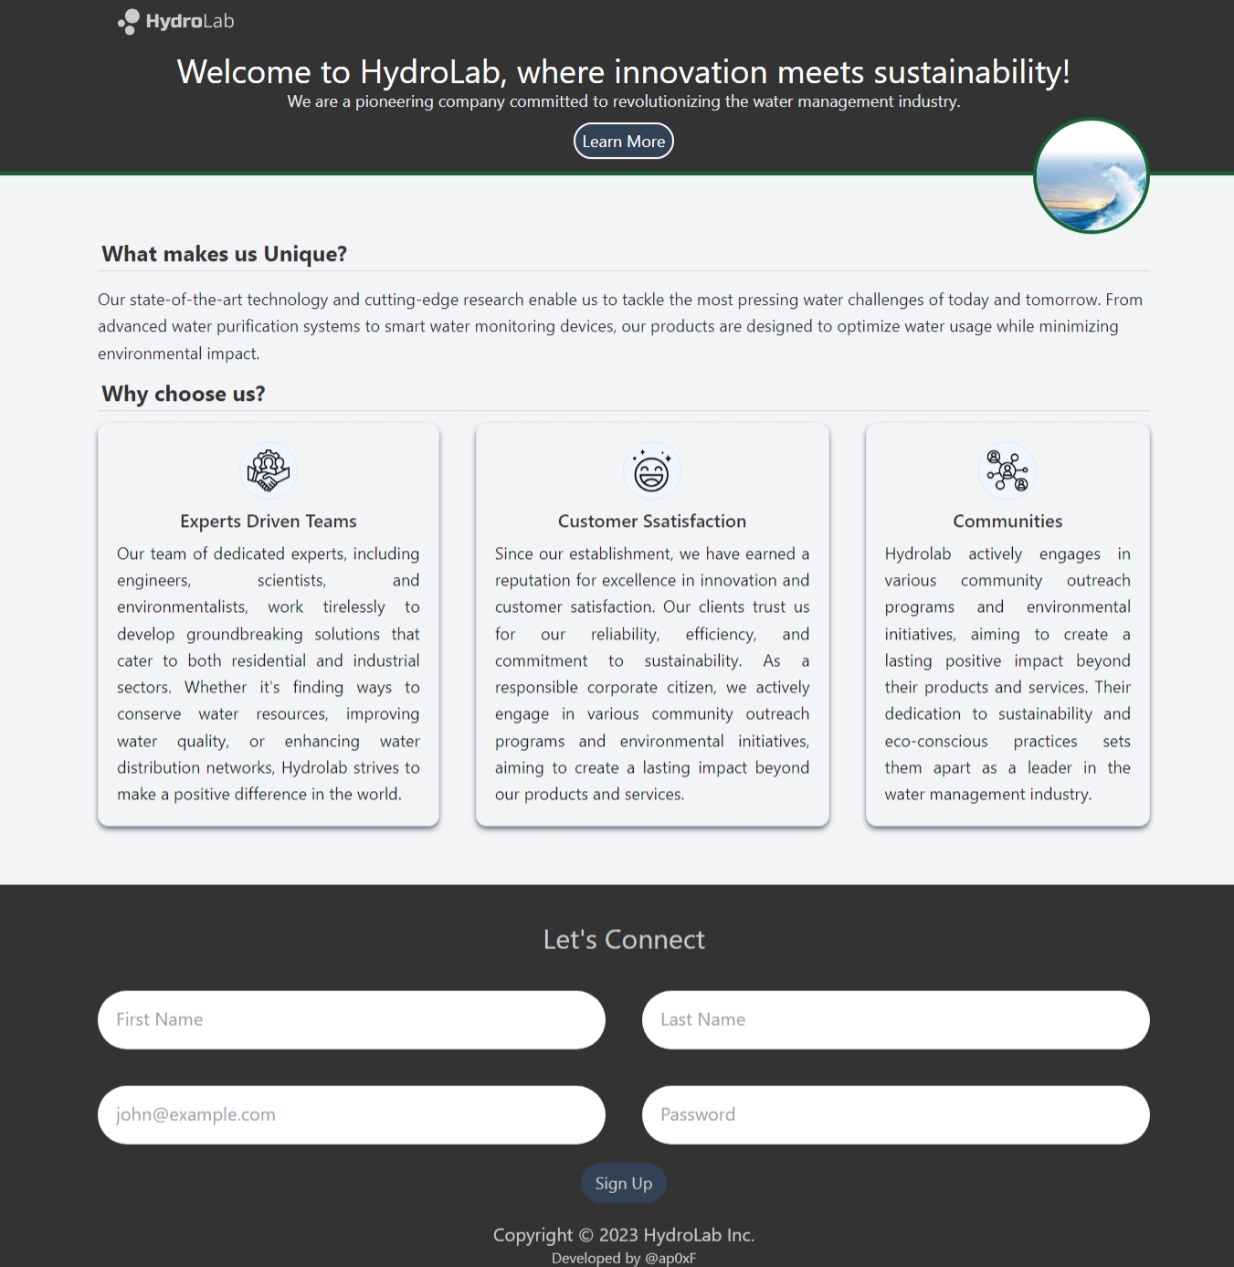 HydroLab
Welcome to HydroLab, where innovation meets sustainability!
We are a pioneering company committed to revolutionizing the water management industry.
Learn More
What makes us Unique?
Our state-of-the-art technology and cutting-edge research enable us to tackle the most pressing water challenges of today and tomorrow. From
advanced water purification systems to smart water monitoring devices, our products are designed to optimize water usage while minimizing
environmental impact.
Why choose us?
Experts Driven Teams
Our team of dedicated experts, including
engineers, scientists, and
environmentalists, work tirelessly to
develop groundbreaking solutions that
cater to both residential and industrial
sectors. Whether it's finding ways to
conserve water resources, improving
water quality, or enhancing water
distribution networks, Hydrolab strives to
make a positive difference in the world.
Customer Ssatisfaction
Since our establishment, we have earned a
reputation for excellence in innovation and
customer satisfaction. Our clients trust us
for our reliability, efficiency, and
commitment to sustainability. As a
responsible corporate citizen, we actively
engage in various community outreach
programs and environmental initiatives,
aiming to create a lasting impact beyond
our products and services.
Communities
Hydrolab actively engages in
various community outreach
programs and environmental
initiatives, aiming to create a
lasting positive impact beyond
their products and services. Their
dedication to sustainability and
eco-conscious practices sets
them apart as a leader in the
water management industry.
Let's Connect
First Name
Last Name
john@example.com
Password
Sign Up
Copyright © 2023 HydroLab Inc.
Developed by @ap0xF